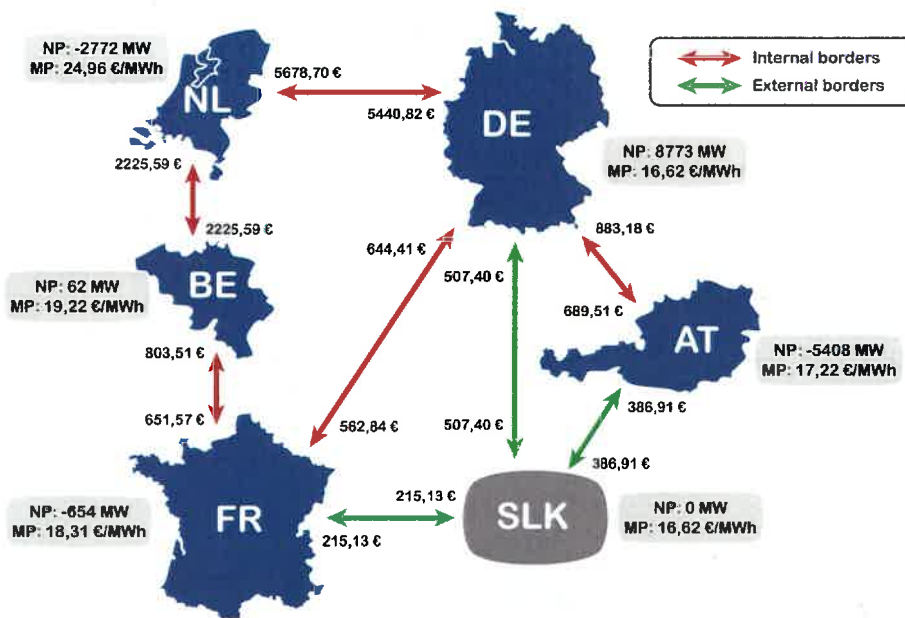 NP: -2772 MW
MP: 24,96 €/MWh
NL
5678,70 €
5440,82 €
DE
Internal borders
External borders
NP: 8773 MW
MP: 16,62 €/MWh
2225,59 €
2225,59 €
644,41 €
507,40 €
883,18 €
689,51 €
BE
NP: 62 MW
MP: 19,22 €/MWh
AT
NP: -5408 MW
MP: 17,22 €/MWh
803,51 €
651,57 €
562,84 €
507,40 €
386,91 €
386,91 €
NP: -654 MW
MP: 18,31 €/MWh
FR
215,13 €
215,13 €
SLK
NP: 0 MW
MP: 16,62 €/MWh